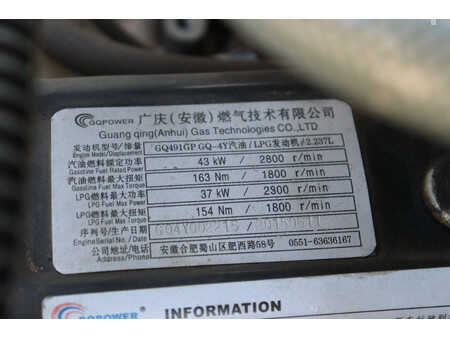 GQPOWER 广庆(安徽)燃气技术有限公司
Guang qing(Anhui) Gas Technologies CO.,LTD
发动机型号/排量 GQ491GP GQ-4Y汽油/LPG发动机/2.237L
Engine Model/Displacement
汽油燃料额定功率 43 kW / 2800 r/min
Gasoline Fuel Rated Power
汽油燃料最大扭矩 163 Nm / 1800 r/min
Gasoline Fuel Max Torque
LPG燃料额定功率 37 kW / 2300 r/min
LPG Fuel Max Torque
LPG燃料最大扭矩 154 Nm / 1800 r/min
LPG Fuel Max Torque
序列号/生产日期
Engine Serial No./ Date
公司地址/电话 安徽合肥蜀山区肥西路68号 0551-63636167
Address/Phone
GQPOWER INFORMATION